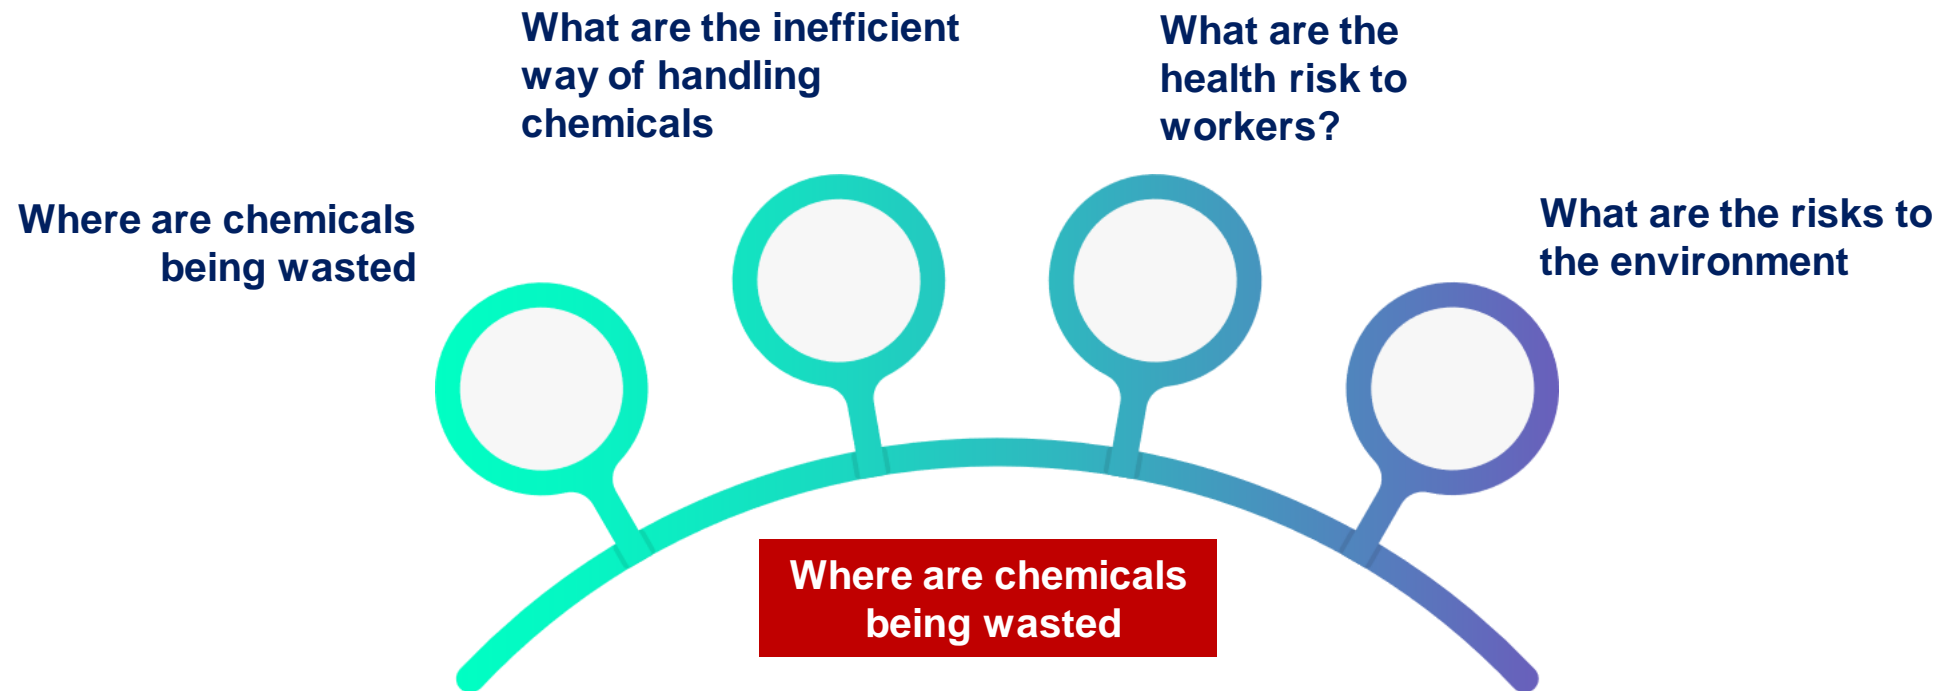 Where are chemicals
being wasted
What are the inefficient
way of handling
chemicals
What are the
health risk to
workers?
What are the risks to
the environment
Where are chemicals
being wasted